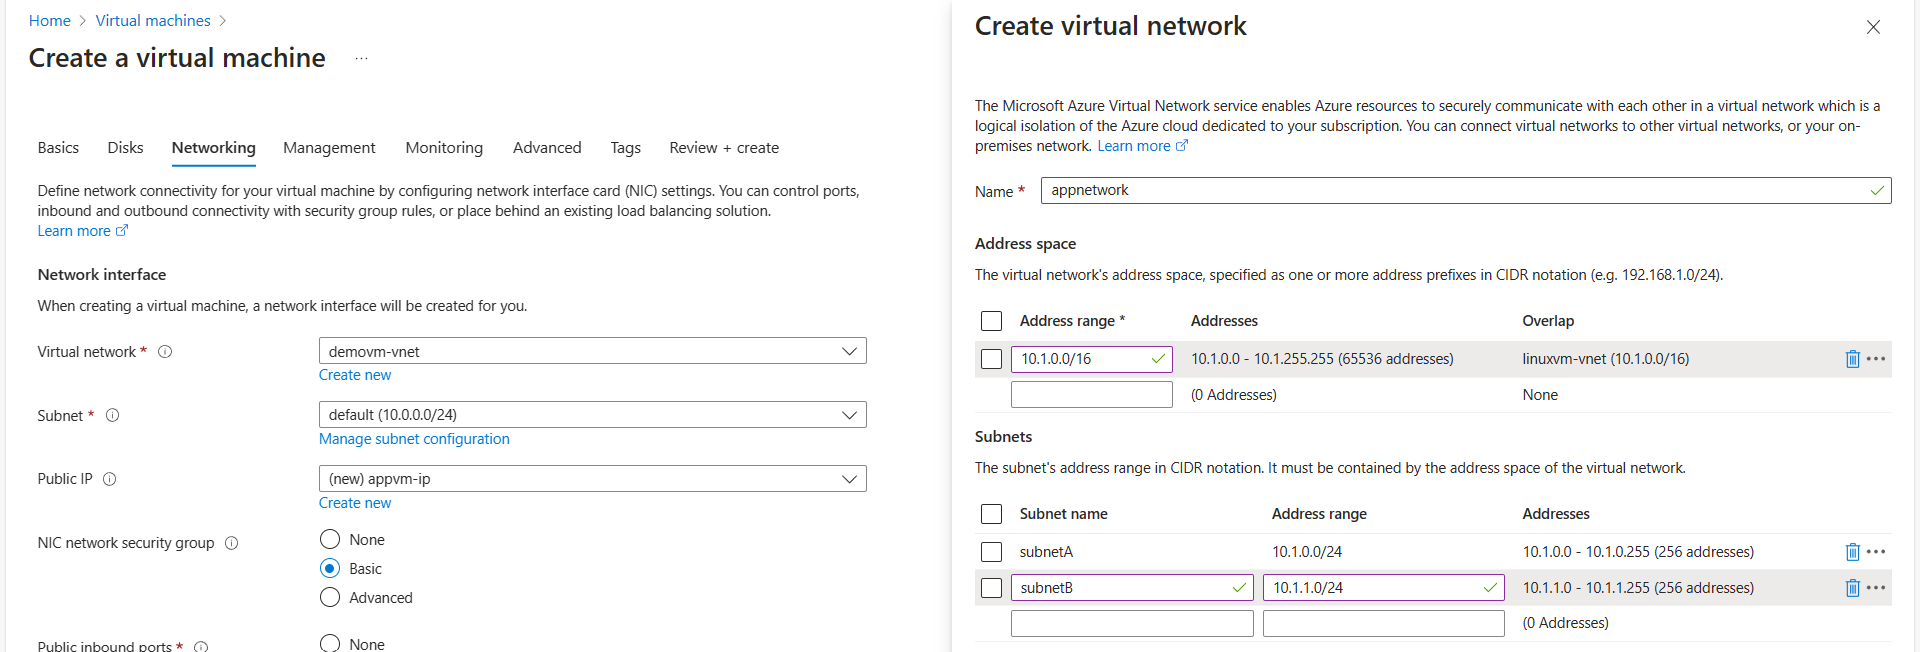 Home > Virtual machines >
Create a virtual machine ...
Basics Disks Networking Management Monitoring Advanced Tags Review + create
Define network connectivity for your virtual machine by configuring network interface card (NIC) settings. You can control ports,
inbound and outbound connectivity with security group rules, or place behind an existing load balancing solution.
Learn more
Network interface
When creating a virtual machine, a network interface will be created for you.
Virtual network * demovm-vnet
Create new
Subnet * default (10.0.0.0/24)
Manage subnet configuration
Public IP (new) appvm-ip
Create new
NIC network security group
None
Basic
Advanced
Public inbound ports *
None
Create virtual network
The Microsoft Azure Virtual Network service enables Azure resources to securely communicate with each other in a virtual network which is a
logical isolation of the Azure cloud dedicated to your subscription. You can connect virtual networks to other virtual networks, or your on-
premises network. Learn more
Name * appnetwork
Address space
The virtual network's address space, specified as one or more address prefixes in CIDR notation (e.g. 192.168.1.0/24).
Address range * Addresses Overlap
10.1.0.0/16 10.1.0.0 - 10.1.255.255 (65536 addresses) linuxvm-vnet (10.1.0.0/16)
(0 Addresses) None
Subnets
The subnet's address range in CIDR notation. It must be contained by the address space of the virtual network.
Subnet name Address range Addresses
subnetA 10.1.0.0/24 10.1.0.0 - 10.1.0.255 (256 addresses)
subnetB 10.1.1.0/24 10.1.1.0 - 10.1.1.255 (256 addresses)
(0 Addresses)